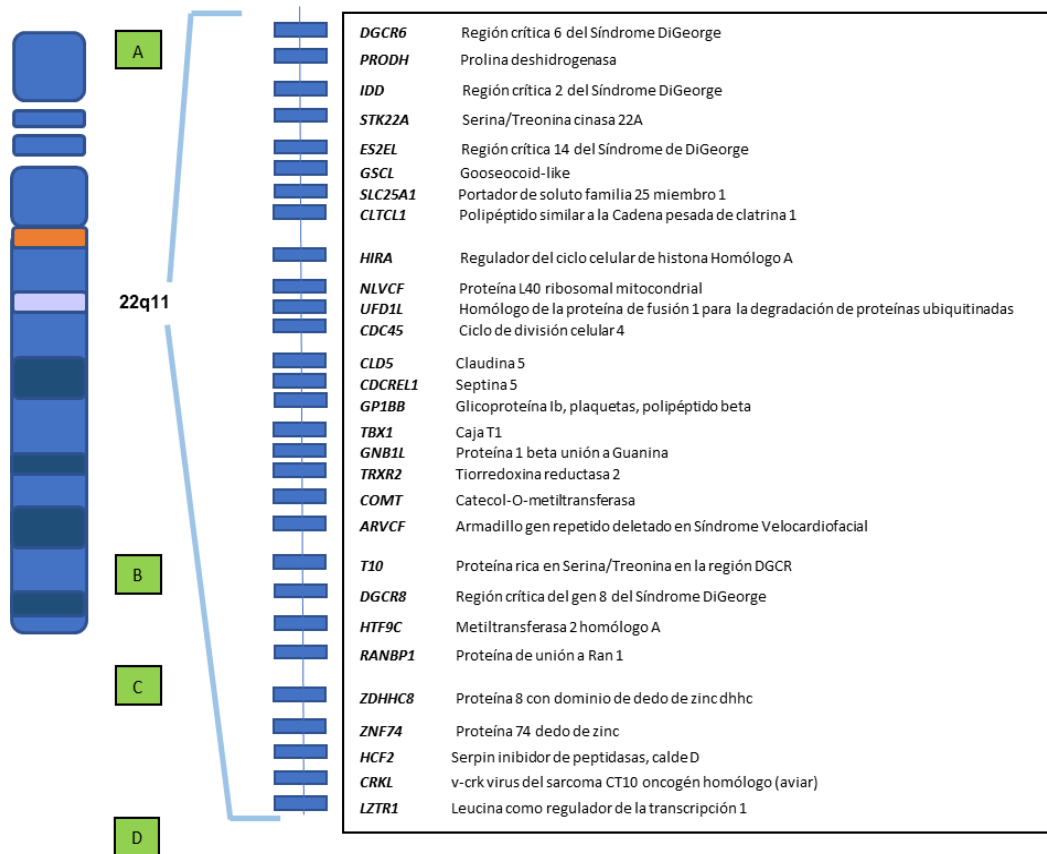 A
B
C
D
22q11
DGCR6 Región crítica 6 del Síndrome DiGeorge
PRODH Prolina deshidrogenasa
IDD Región crítica 2 del Síndrome DiGeorge
STK22A Serina/Treonina cinasa 22A
ES2EL Región crítica 14 del Síndrome de DiGeorge
GSCL Gooseocoid-like
SLC25A1 Portador de soluto familia 25 miembro 1
CLTCL1 Polipéptido similar a la Cadena pesada de clatrina 1
HIRA Regulador del ciclo celular de histona Homólogo A
NLVCF Proteína L40 ribosomal mitocondrial
UFD1L Homólogo de la proteína de fusión 1 para la degradación de proteínas ubiquitinadas
CDC45 Ciclo de división celular 4
CLD5 Claudina 5
CDCREL1 Septina 5
GP1BB Glicoproteína Ib, plaquetas, polipéptido beta
TBX1 Caja T1
GNB1L Proteína 1 beta unión a Guanina
TRXR2 Tiorredoxina reductasa 2
COMT Catecol-O-metiltransferasa
ARVCF Armadillo gen repetido deletado en Síndrome Velocardiofacial
T10 Proteína rica en Serina/Treonina en la región DGCR
DGCR8 Región crítica del gen 8 del Síndrome DiGeorge
HTF9C Metiltransferasa 2 homólogo A
RANBP1 Proteína de unión a Ran 1
ZDHHC8 Proteína 8 con dominio de dedo de zinc dhhc
ZNF74 Proteína 74 dedo de zinc
HCF2 Serpin inibidor de peptidasas, calde D
CRKL v-crk virus del sarcoma CT10 oncogén homólogo (aviar)
LZTR1 Leucina como regulador de la transcripción 1